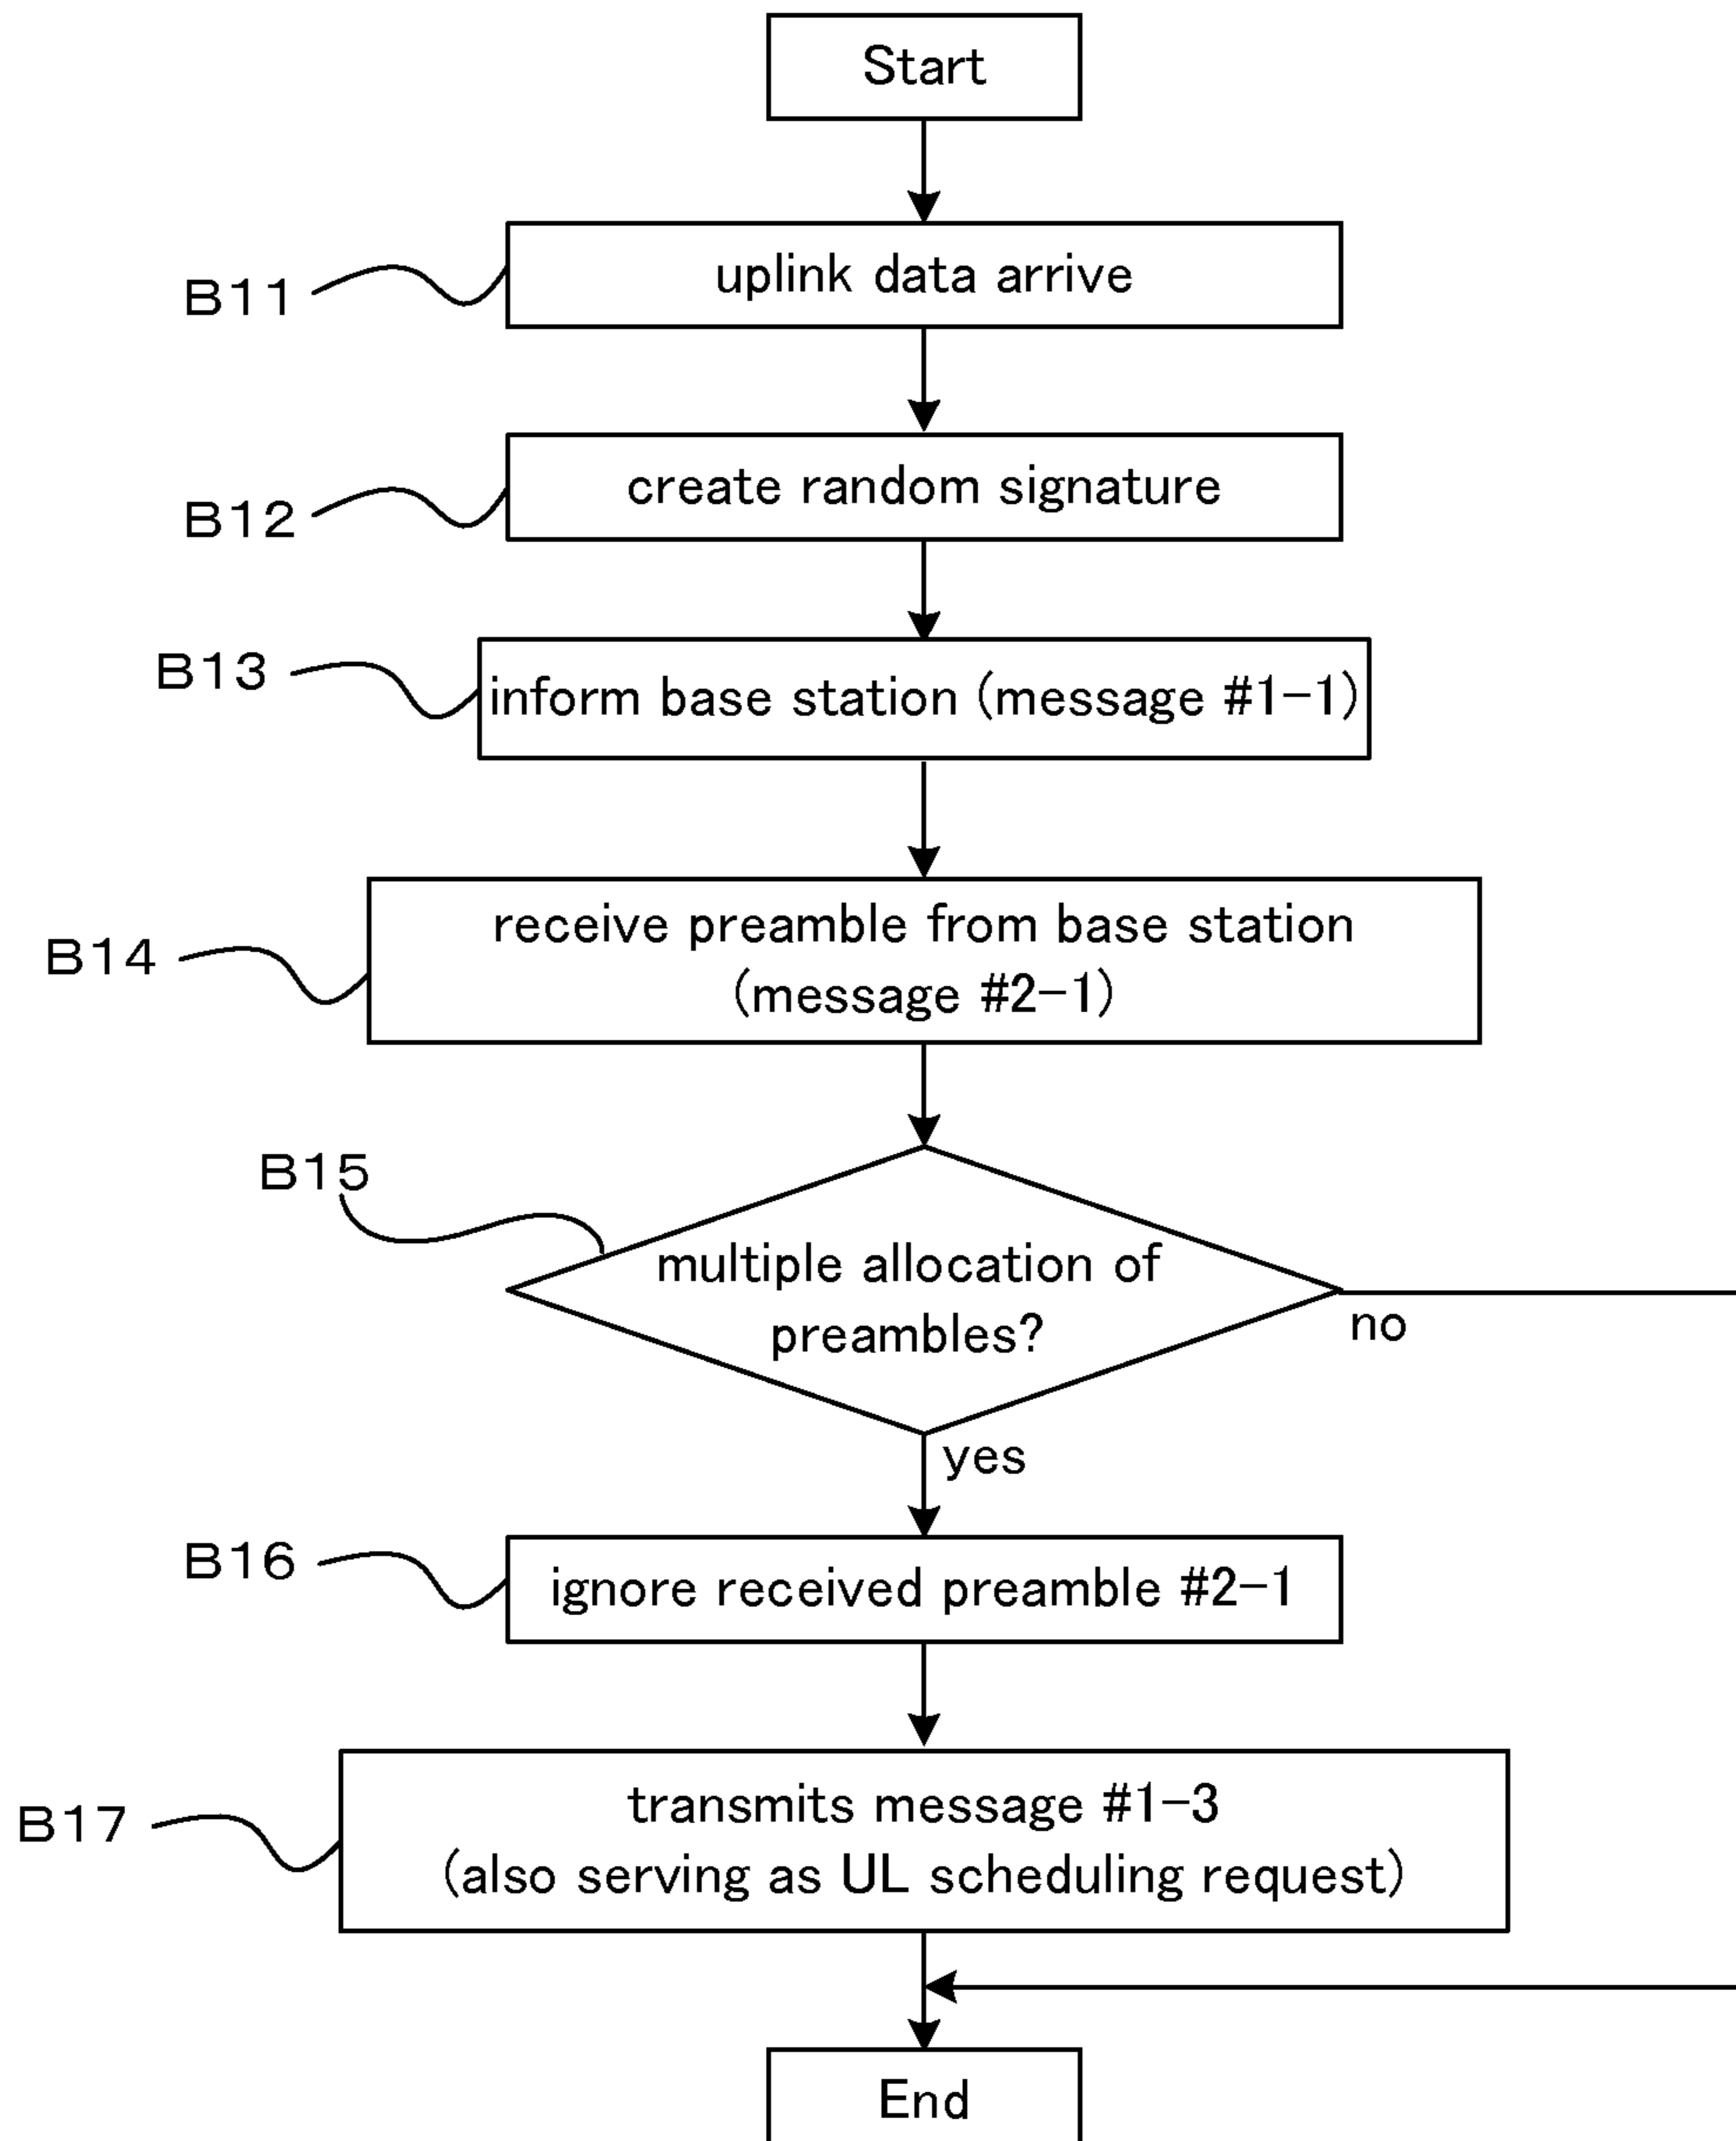 Start
uplink data arrive
B11
create random signature
B12
inform base station (message #1-1)
B13
receive preamble from base station
(message #2-1)
B14
B15
multiple allocation of
preambles?
no
yes
B16
ignore received preamble #2-1
transmits message #1-3
(also serving as UL scheduling request)
B17
End